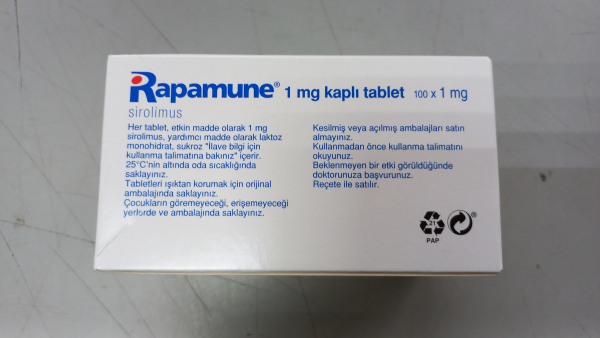 Rapamune® 1 mg kaplı tablet 100 x 1 mg
sirolimus
Her tablet, etkin madde olarak 1 mg
sirolimus, yardımcı madde olarak laktoz
monohidrat, sukroz "İlave bilgi için
kullanma talimatına bakınız" içerir.
25°C'nin altında oda sıcaklığında
saklayınız.
Tabletleri ışıktan korumak için orijinal
ambalajında saklayınız.
Çocukların göremeyeceği, erişemeyeceği
yerlerde ve ambalajında saklayınız.
Kesilmiş veya açılmış ambalajları satın
almayınız.
Kullanmadan önce kullanma talimatını
okuyunuz.
Beklenmeyen bir etki görüldüğünde
doktorunuza başvurunuz.
Reçete ile satılır.
21
PAP
®